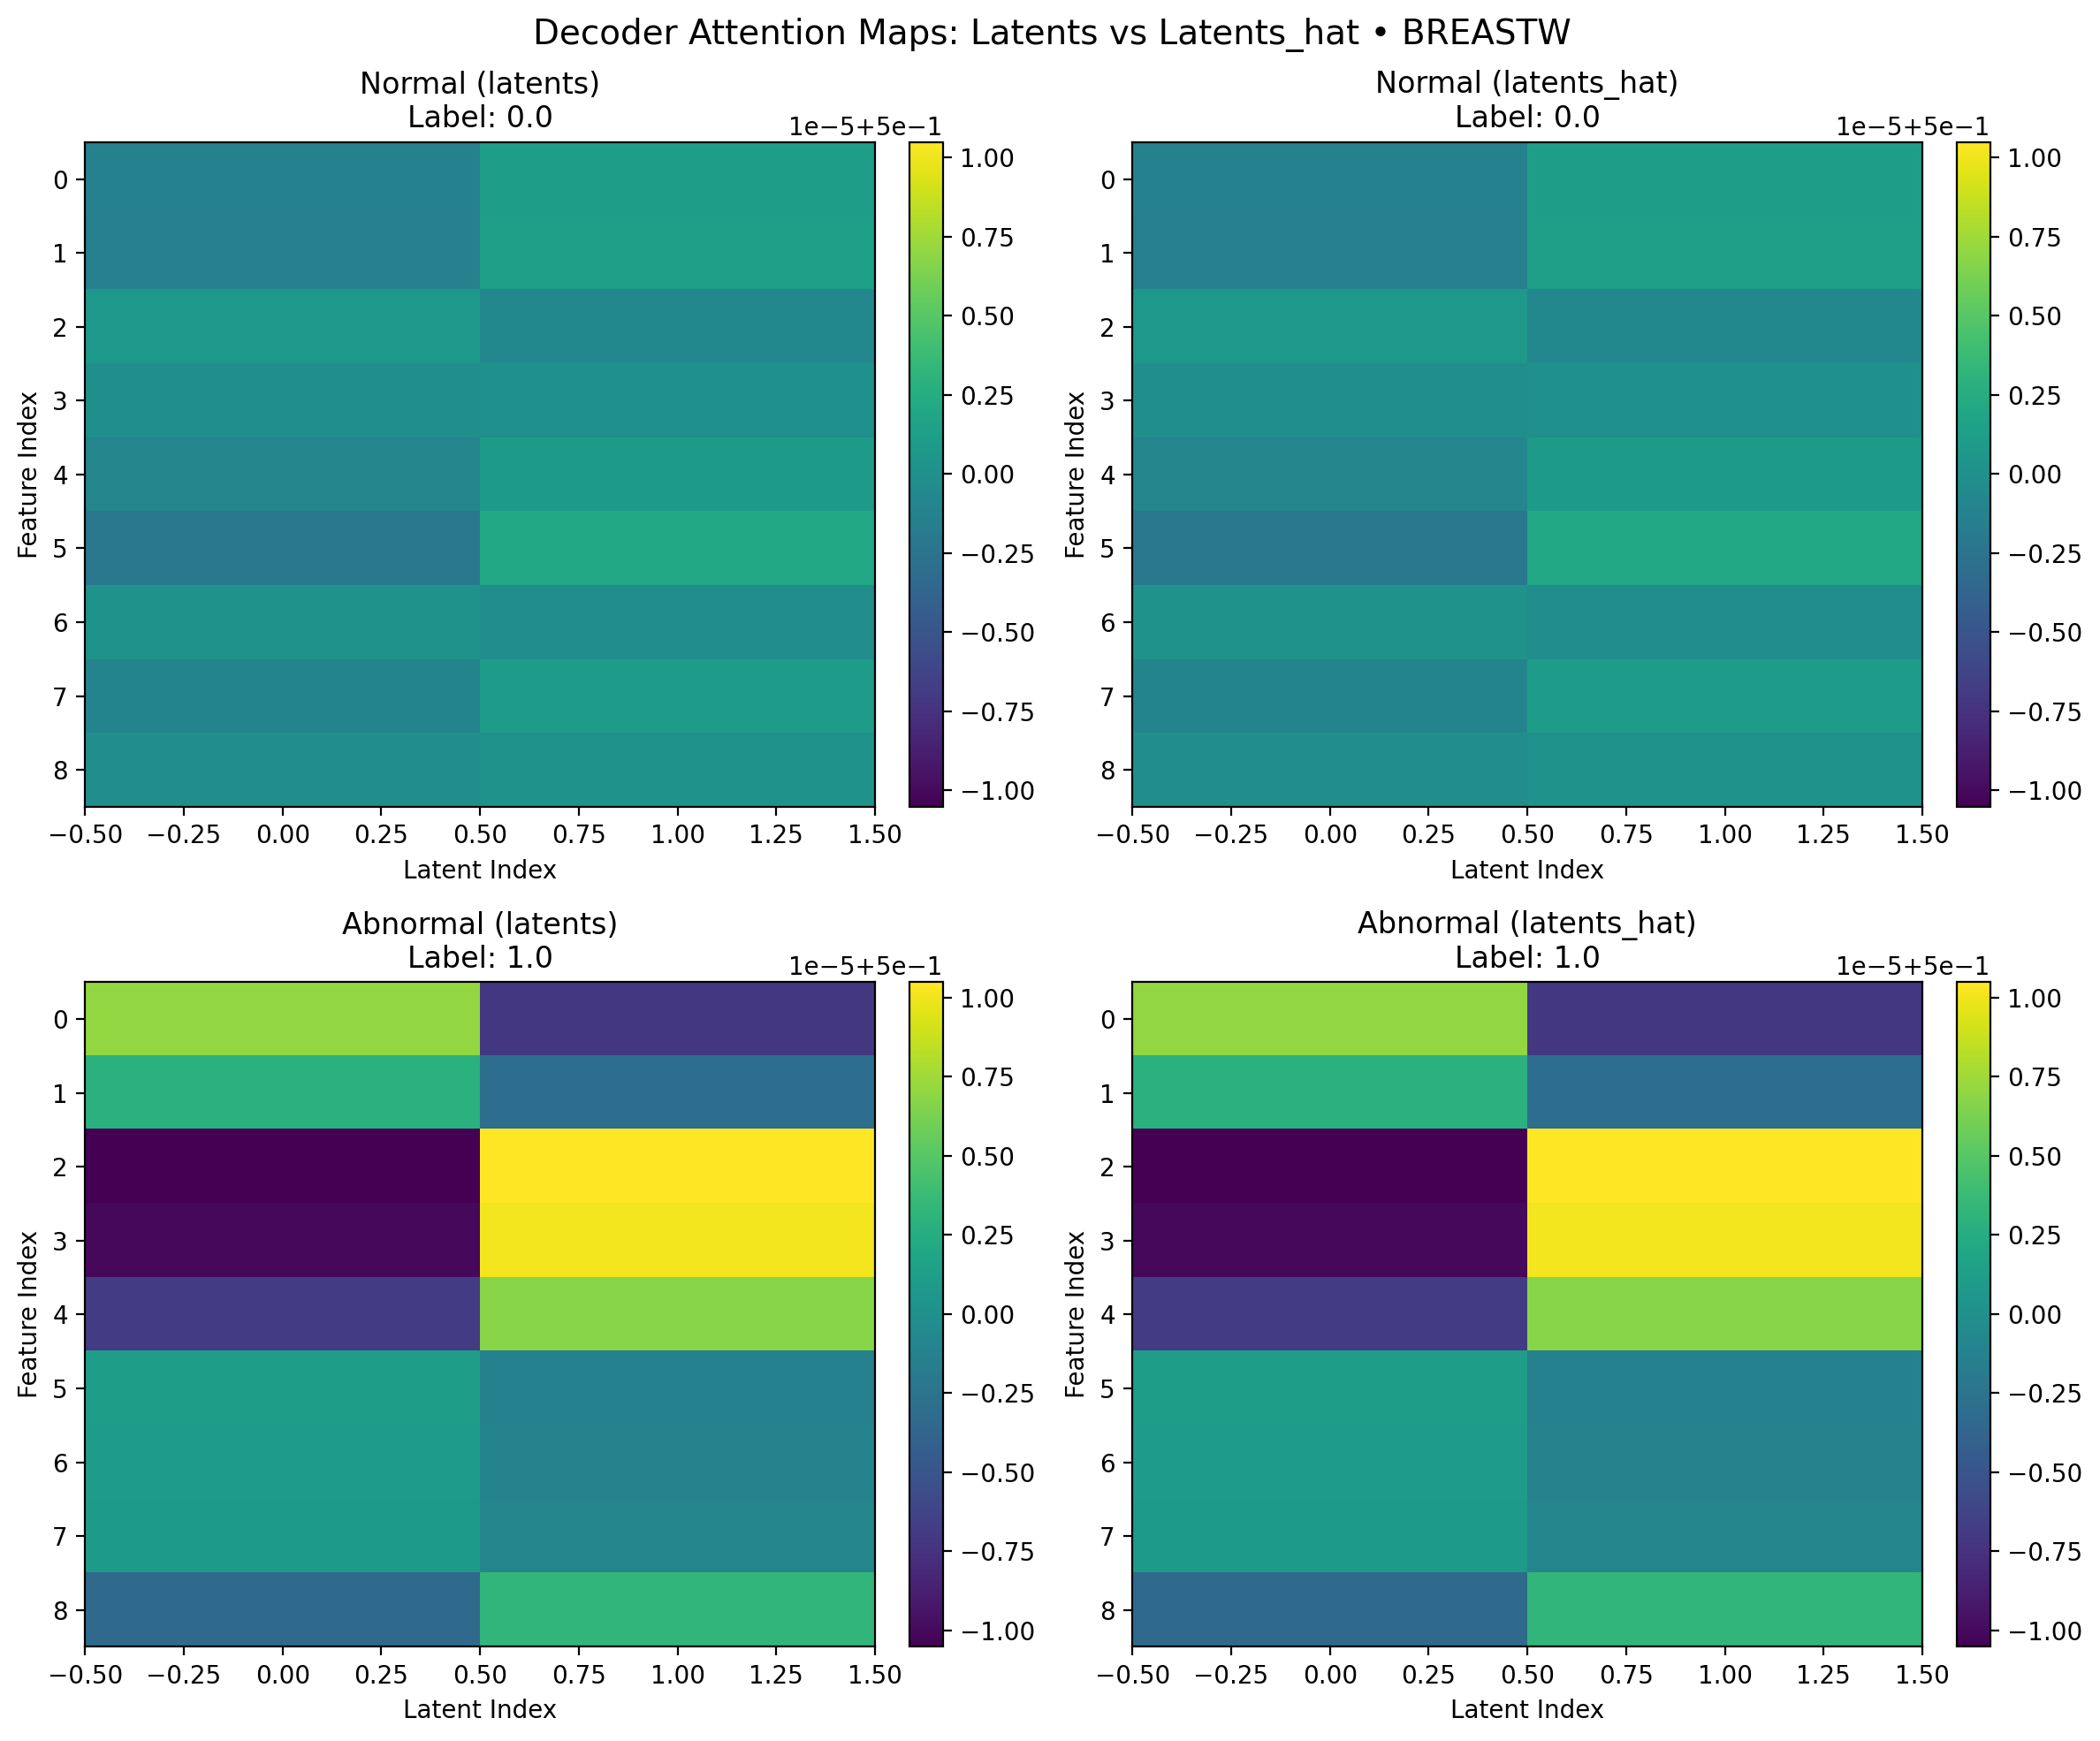 Decoder Attention Maps: Latents vs Latents_hat • BREASTW
Normal (latents)
Label: 0.0
1e−5+5e−1
Feature Index
0
1
2
3
4
5
6
7
8
−0.50 −0.25 0.00 0.25 0.50 0.75 1.00 1.25 1.50
Latent Index
1.00
0.75
0.50
0.25
0.00
−0.25
−0.50
−0.75
−1.00
Normal (latents_hat)
Label: 0.0
1e−5+5e−1
Feature Index
0
1
2
3
4
5
6
7
8
−0.50 −0.25 0.00 0.25 0.50 0.75 1.00 1.25 1.50
Latent Index
1.00
0.75
0.50
0.25
0.00
−0.25
−0.50
−0.75
−1.00
Abnormal (latents)
Label: 1.0
1e−5+5e−1
Feature Index
0
1
2
3
4
5
6
7
8
−0.50 −0.25 0.00 0.25 0.50 0.75 1.00 1.25 1.50
Latent Index
1.00
0.75
0.50
0.25
0.00
−0.25
−0.50
−0.75
−1.00
Abnormal (latents_hat)
Label: 1.0
1e−5+5e−1
Feature Index
0
1
2
3
4
5
6
7
8
−0.50 −0.25 0.00 0.25 0.50 0.75 1.00 1.25 1.50
Latent Index
1.00
0.75
0.50
0.25
0.00
−0.25
−0.50
−0.75
−1.00